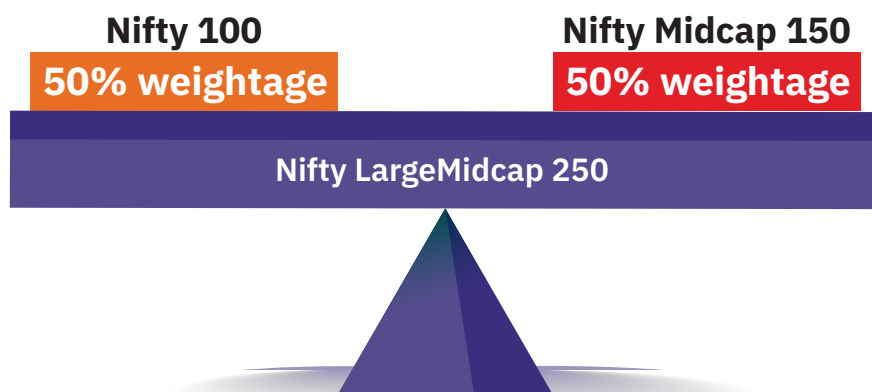 Nifty 100
50% weightage
Nifty Midcap 150
50% weightage
Nifty LargeMidcap 250